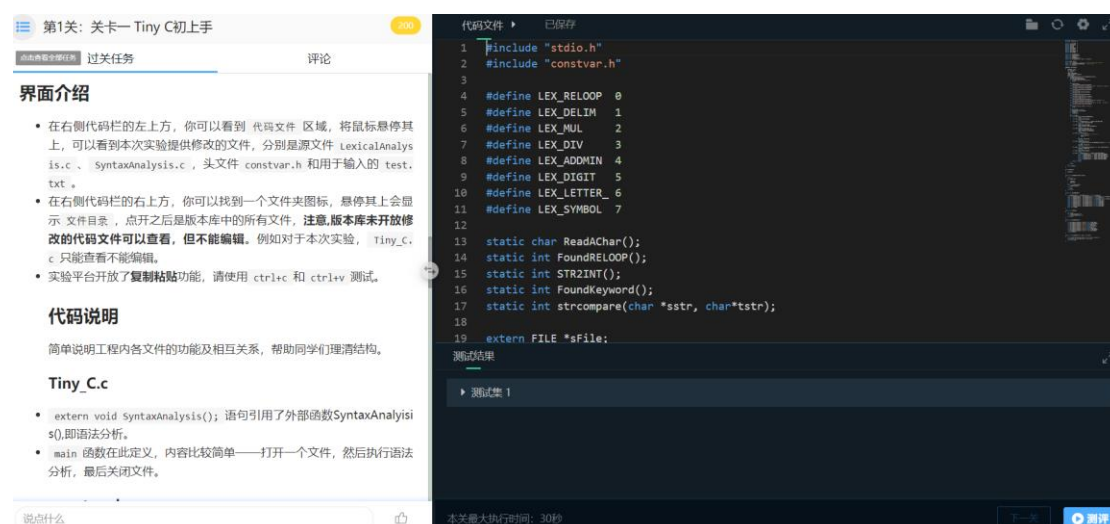 第1关：关卡一 Tiny C初上手
200
点击查看全部任务 过关任务
评论
界面介绍
在右侧代码栏的左上方，你可以看到 代码文件 区域，将鼠标悬停其
上，可以看到本次实验提供修改的文件，分别是源文件 LexicalAnalys
is.c 、 SyntaxAnalysis.c ，头文件 constvar.h 和用于输入的 test.
txt 。
在右侧代码栏的右上方，你可以找到一个文件夹图标，悬停其上会显
示 文件目录 ，点开之后是版本库中的所有文件，注意,版本库未开放修
改的代码文件可以查看，但不能编辑。例如对于本次实验， Tiny_C.
c 只能查看不能编辑。
实验平台开放了复制粘贴功能，请使用 ctrl+c 和 ctrl+v 测试。
代码说明
简单说明工程内各文件的功能及相互关系，帮助同学们理清结构。
Tiny_C.c
extern void SyntaxAnalysis(); 语句引用了外部函数SyntaxAnalyisi
s(),即语法分析。
main 函数在此定义，内容比较简单——打开一个文件，然后执行语法
分析，最后关闭文件。
说点什么
代码文件
已保存
1 #include "stdio.h"
2 #include "constvar.h"
3
4 #define LEX_RELOOP 0
5 #define LEX_DELIM 1
6 #define LEX_MUL 2
7 #define LEX_DIV 3
8 #define LEX_ADDMIN 4
9 #define LEX_DIGIT 5
10 #define LEX_LETTER_ 6
11 #define LEX_SYMBOL 7
12
13 static char ReadAChar();
14 static int FoundRELOOP();
15 static int STR2INT();
16 static int FoundKeyword();
17 static int strcompare(char *sstr, char*tstr);
18
19 extern FILE *sFile;
测试结果
测试集 1
本关最大执行时间：30秒
下一关
测评